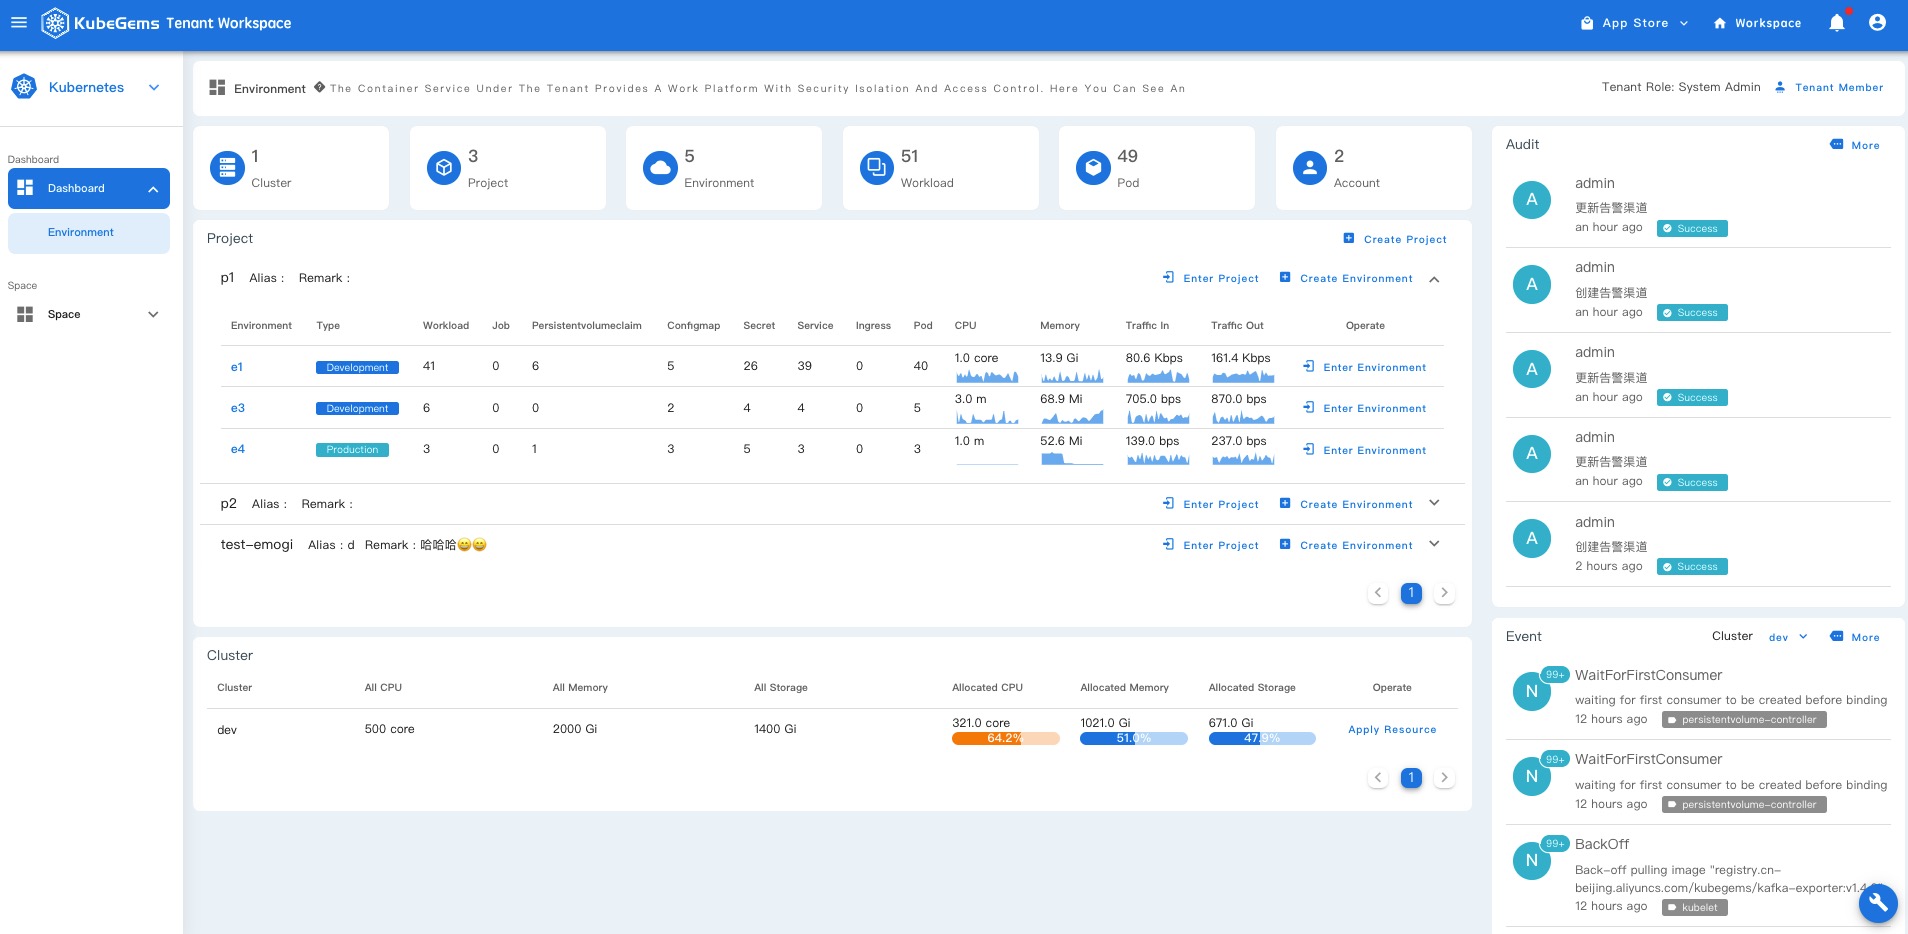 KubeGems Tenant Workspace
App Store
Workspace
Kubernetes
Dashboard
Dashboard
Environment
Space
Space
Environment The Container Service Under The Tenant Provides A Work Platform With Security Isolation And Access Control. Here You Can See An
Tenant Role: System Admin Tenant Member
1
Cluster
3
Project
5
Environment
51
Workload
49
Pod
2
Account
Project
Create Project
p1 Alias : Remark :
Enter Project Create Environment
Environment Type Workload Job Persistentvolumeclaim Configmap Secret Service Ingress Pod CPU Memory Traffic In Traffic Out Operate
e1 Development 41 0 6 5 26 39 0 40 1.0 core 13.9 Gi 80.6 Kbps 161.4 Kbps Enter Environment
e3 Development 6 0 0 2 4 4 0 5 3.0 m 68.9 Mi 705.0 bps 870.0 bps Enter Environment
e4 Production 3 0 1 3 5 3 0 3 1.0 m 52.6 Mi 139.0 bps 237.0 bps Enter Environment
p2 Alias : Remark :
Enter Project Create Environment
test-emogi Alias : d Remark : 哈哈哈😄😄
Enter Project Create Environment
1
Cluster
Cluster All CPU All Memory All Storage Allocated CPU Allocated Memory Allocated Storage Operate
dev 500 core 2000 Gi 1400 Gi 321.0 core 1021.0 Gi 671.0 Gi Apply Resource
64.2% 51.0% 47.9%
1
Audit
More
A
admin
更新告警渠道
an hour ago Success
A
admin
创建告警渠道
an hour ago Success
A
admin
更新告警渠道
an hour ago Success
A
admin
更新告警渠道
an hour ago Success
A
admin
创建告警渠道
2 hours ago Success
Event
Cluster dev More
N 99+
WaitForFirstConsumer
waiting for first consumer to be created before binding
12 hours ago persistentvolume-controller
N 99+
WaitForFirstConsumer
waiting for first consumer to be created before binding
12 hours ago persistentvolume-controller
N 99+
BackOff
Back-off pulling image "registry.cn-
beijing.aliyuncs.com/kubegems/kafka-exporter:v1.4
12 hours ago kubelet